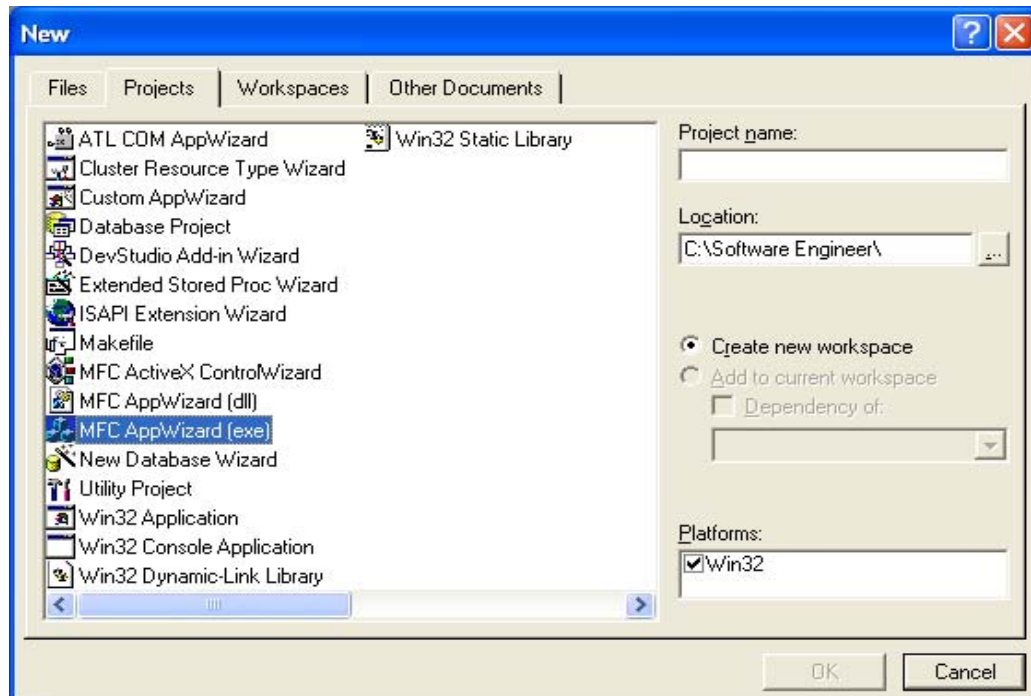 New
Files Projects Workspaces Other Documents
ATL COM AppWizard
Cluster Resource Type Wizard
Custom AppWizard
Database Project
DevStudio Add-in Wizard
Extended Stored Proc Wizard
ISAPI Extension Wizard
Makefile
MFC ActiveX ControlWizard
MFC AppWizard (dll)
MFC AppWizard (exe)
New Database Wizard
Utility Project
Win32 Application
Win32 Console Application
Win32 Dynamic-Link Library
Win32 Static Library
Project name:
Location:
C:\Software Engineer\
...
Create new workspace
Add to current workspace
Dependency of:
Platforms:
Win32
OK Cancel